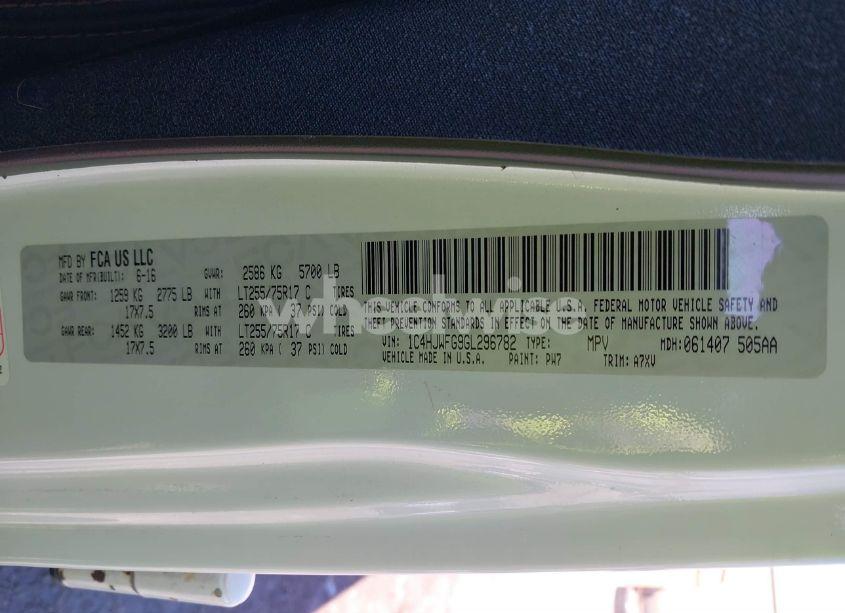 MFD BY FCA US LLC
DATE OF MFR(BUILT): 6-16 GVWR: 2586 KG 5700 LB
GAWR FRONT: 1259 KG 2775 LB WITH LT255/75R17 C TIRES
17X7.5 RIMS AT 260 KPA ( 37 PSI) COLD
GAWR REAR: 1452 KG 3200 LB WITH LT255/75R17 TIRES
17X7.5 RIMS AT 260 KPA ( 37 PSI) COLD
THIS VEHICLE CONFORMS TO ALL APPLICABLE U.S.A. FEDERAL MOTOR VEHICLE SAFETY AND
THEFT PREVENTION STANDARDS IN EFFECT ON THE DATE OF MANUFACTURE SHOWN ABOVE.
VIN: 1C4HJWFG9GL296782 TYPE: MPV MDH: 061407 505AA
VEHICLE MADE IN U.S.A. PAINT: PW7 TRIM: A7XV